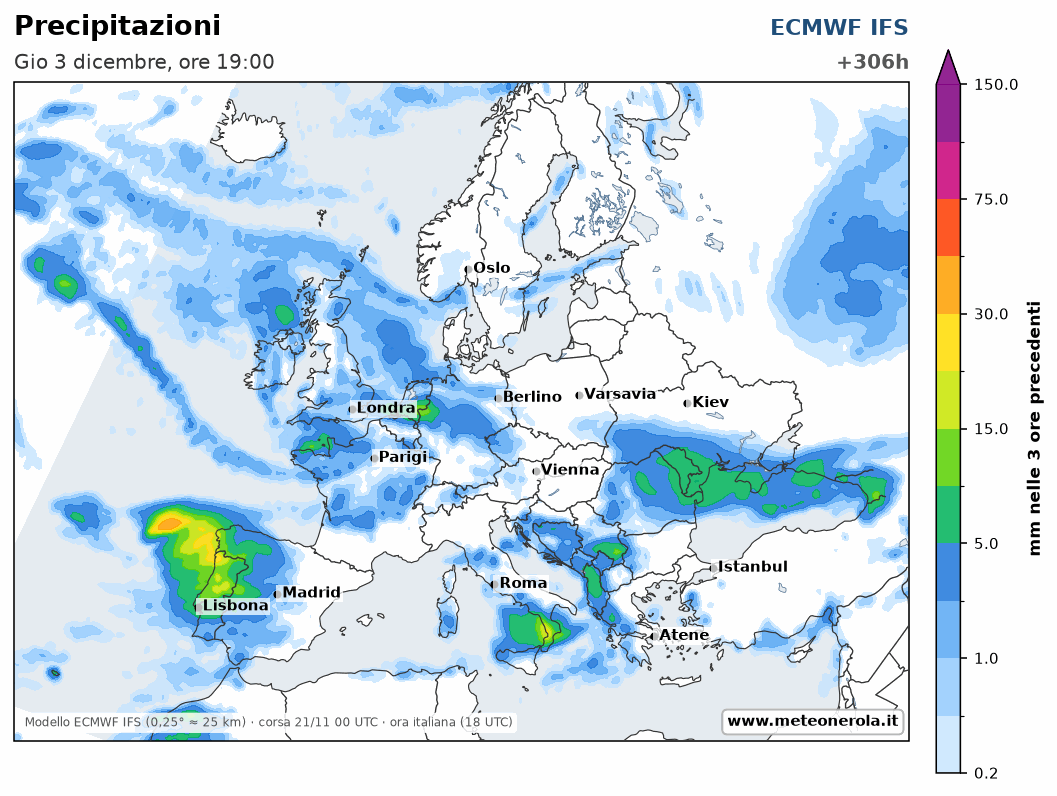 Precipitazioni
ECMWF IFS
Gio 3 dicembre, ore 19:00
+306h
150.0
75.0
30.0
15.0
5.0
1.0
0.2
mm nelle 3 ore precedenti
Oslo
Berlino
Varsavia
Kiev
Londra
Parigi
Vienna
Istanbul
Roma
Madrid
Lisbona
Atene
Modello ECMWF IFS (0,25° ≈ 25 km) · corsa 21/11 00 UTC · ora italiana (18 UTC)
www.meteonerola.it